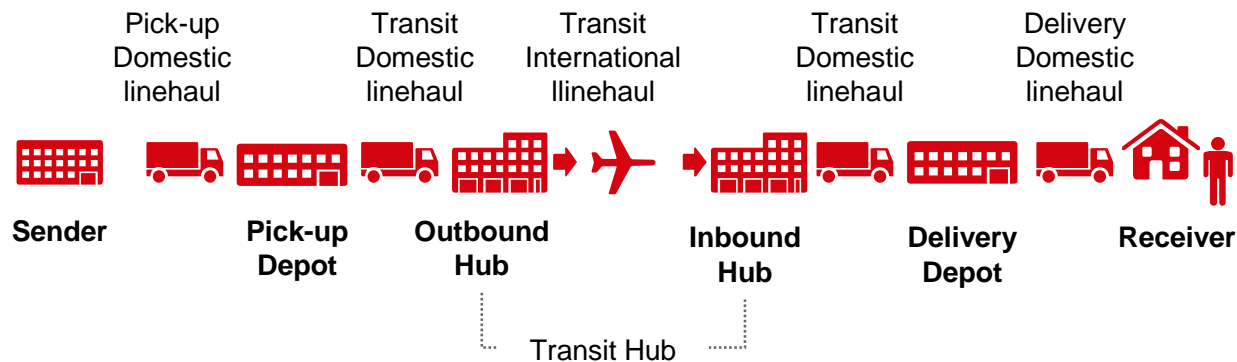 Pick-up
Domestic
linehaul
Transit
Domestic
linehaul
Transit
International
llinehaul
Transit
Domestic
linehaul
Delivery
Domestic
linehaul
Sender
Pick-up
Depot
Outbound
Hub
Inbound
Hub
Delivery
Depot
Receiver
Transit Hub